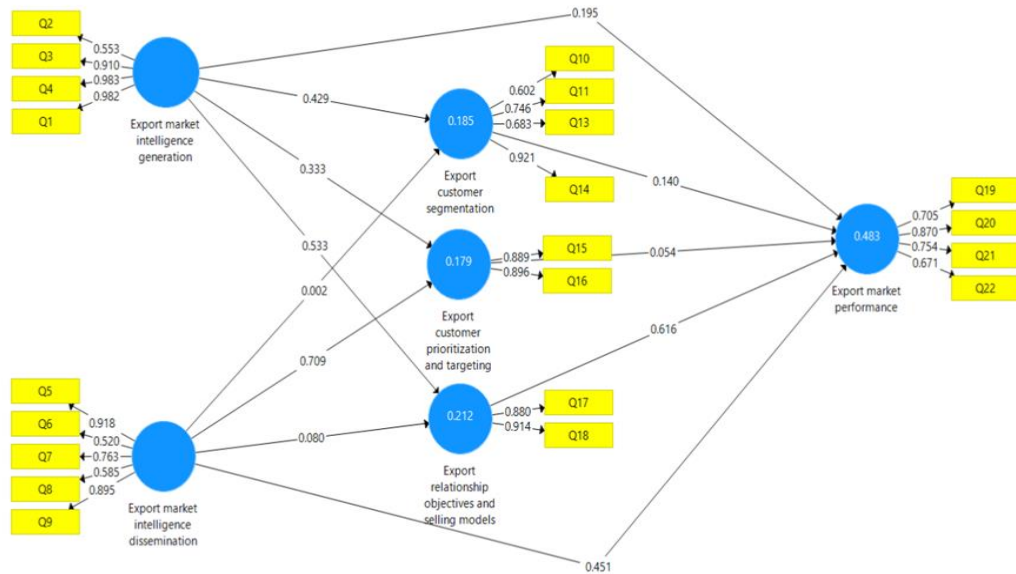 Q2
Q3
Q4
Q1
0.553
0.910
0.983
0.982
Export market
intelligence
generation
0.195
0.429
0.333
0.533
0.002
0.709
0.080
0.451
Q5
Q6
Q7
Q8
Q9
0.918
0.520
0.763
0.585
0.895
Export market
intelligence
dissemination
0.185
Export
customer
segmentation
Q10
Q11
Q13
Q14
0.602
0.746
0.683
0.921
0.140
0.179
Export
customer
prioritization
and targeting
Q15
Q16
0.889
0.896
0.054
0.212
Export
relationship
objectives and
selling models
Q17
Q18
0.880
0.914
0.616
0.483
Export market
performance
Q19
Q20
Q21
Q22
0.705
0.870
0.754
0.671